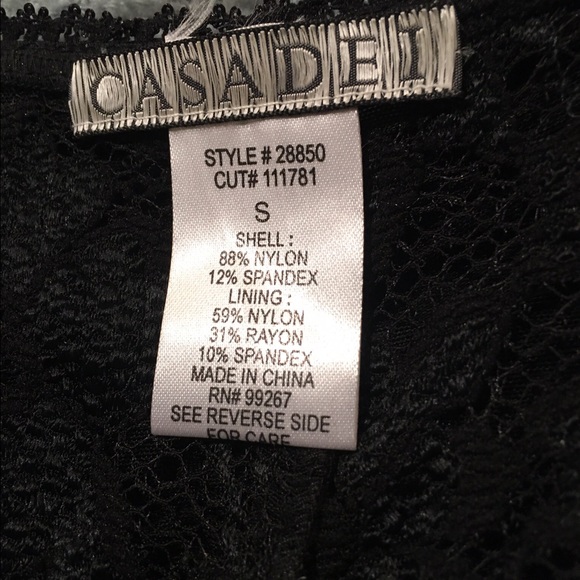 CASADEI
STYLE # 28850
CUT# 111781
S
SHELL :
88% NYLON
12% SPANDEX
LINING :
59% NYLON
31% RAYON
10% SPANDEX
MADE IN CHINA
RN# 99267
SEE REVERSE SIDE
FOR CARE